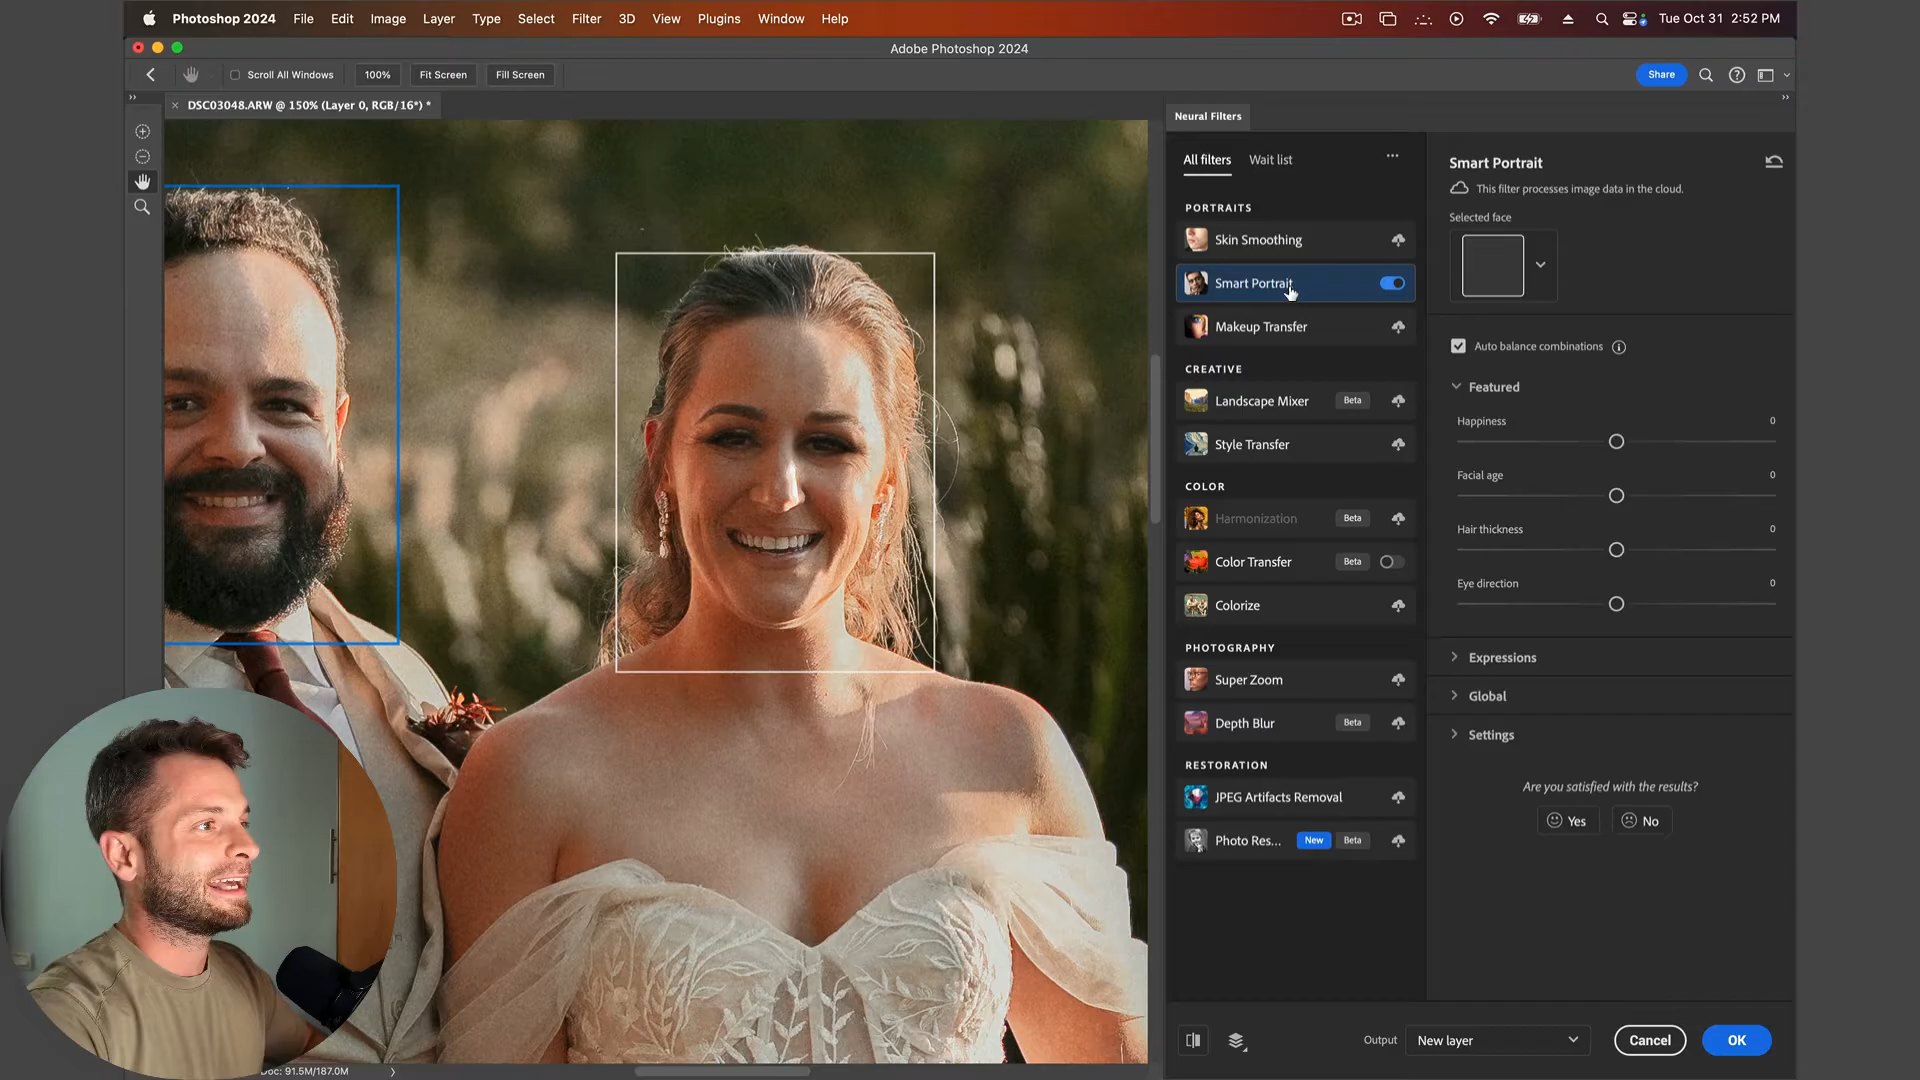 Photoshop 2024 File Edit Image Layer Type Select Filter 3D View Plugins Window Help Tue Oct 31 2:52 PM
Adobe Photoshop 2024
Scroll All Windows 100% Fit Screen Fill Screen Share
DSC03048.ARW @ 150% (Layer 0, RGB/16*) *
Neural Filters
All filters Wait list
PORTRAITS
Skin Smoothing
Smart Portrait
Makeup Transfer
CREATIVE
Landscape Mixer Beta
Style Transfer
COLOR
Harmonization Beta
Color Transfer Beta
Colorize
PHOTOGRAPHY
Super Zoom
Depth Blur Beta
RESTORATION
JPEG Artifacts Removal
Photo Res... New Beta
Smart Portrait
This filter processes image data in the cloud.
Selected face
Auto balance combinations
Featured
Happiness 0
Facial age 0
Hair thickness 0
Eye direction 0
Expressions
Global
Settings
Are you satisfied with the results?
Yes No
Output New layer Cancel OK
Doc: 91.5M/187.0M